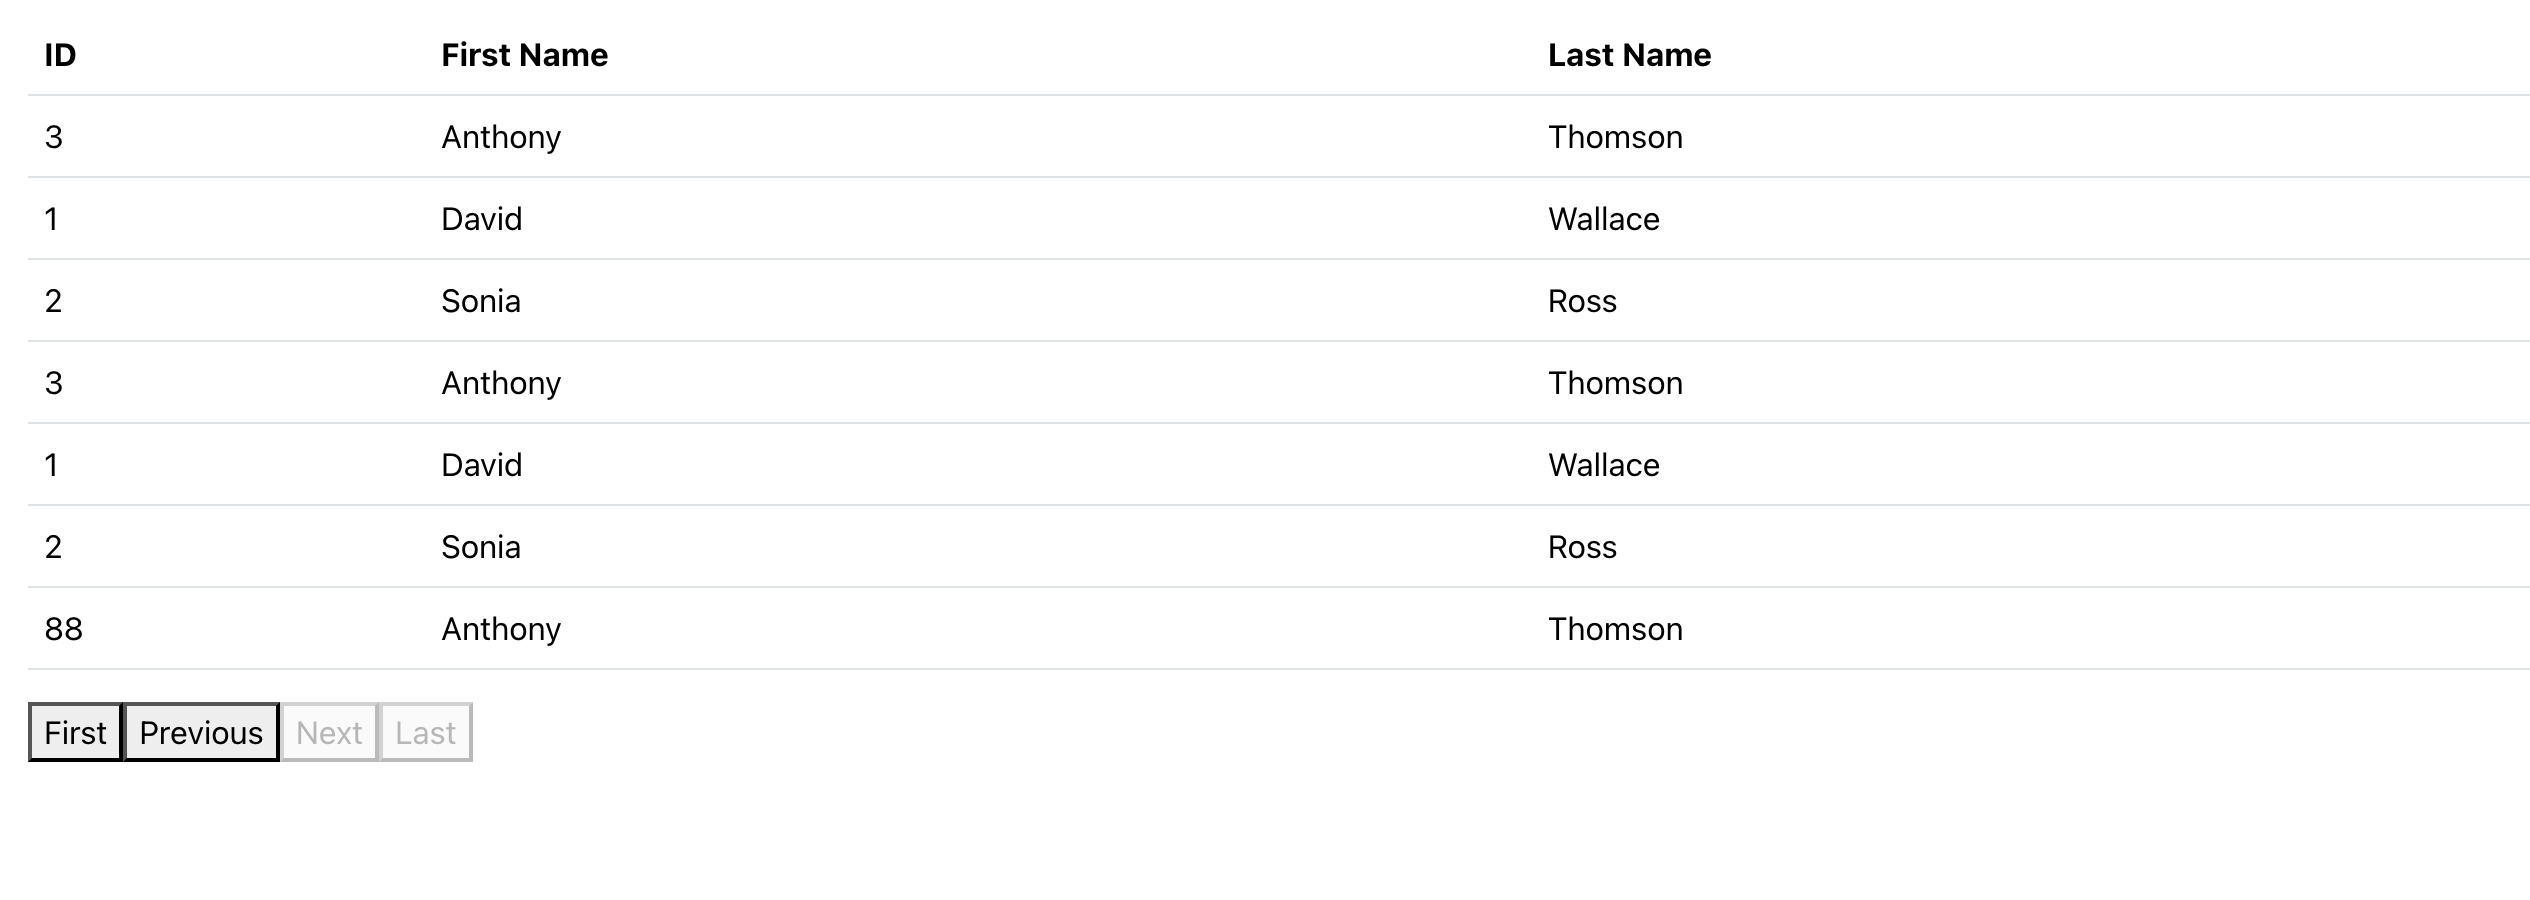 ID First Name Last Name
3 Anthony Thomson
1 David Wallace
2 Sonia Ross
3 Anthony Thomson
1 David Wallace
2 Sonia Ross
88 Anthony Thomson
First Previous Next Last